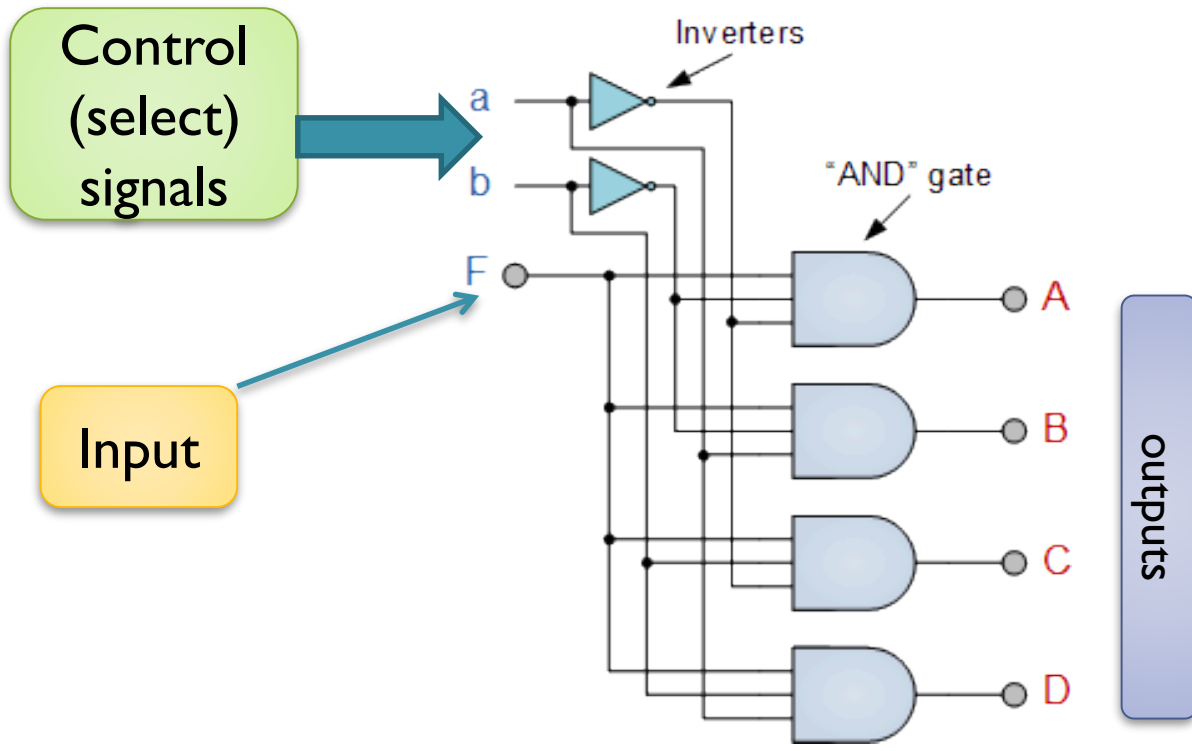 Control
(select)
signals
Inverters
a
b
"AND" gate
F
A
Input
B
C
D
outputs